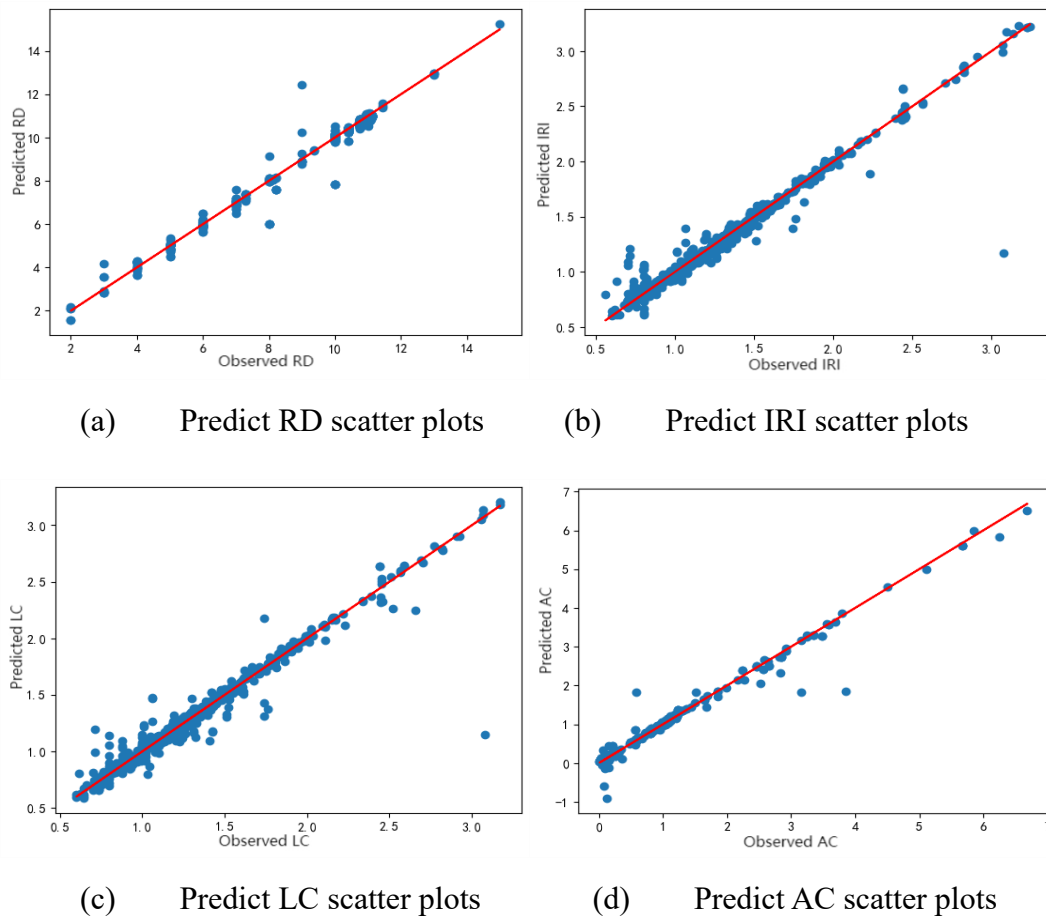 14
12
10
8
6
4
2
Predicted RD
2 4 6 8 10 12 14
Observed RD
3. 0
2. 5
2. 0
1. 5
1. 0
0. 5
Predicted IRI
0. 5 1. 0 1. 5 2. 0 2. 5 3. 0
Observed IRI
(a) Predict RD scatter plots
(b) Predict IRI scatter plots
3. 0
2. 5
2. 0
1. 5
1. 0
0. 5
Predicted LC
0. 5 1. 0 1. 5 2. 0 2. 5 3. 0
Observed LC
7
6
5
4
3
2
1
0
−1
Predicted AC
0 1 2 3 4 5 6 7
Observed AC
(c) Predict LC scatter plots
(d) Predict AC scatter plots